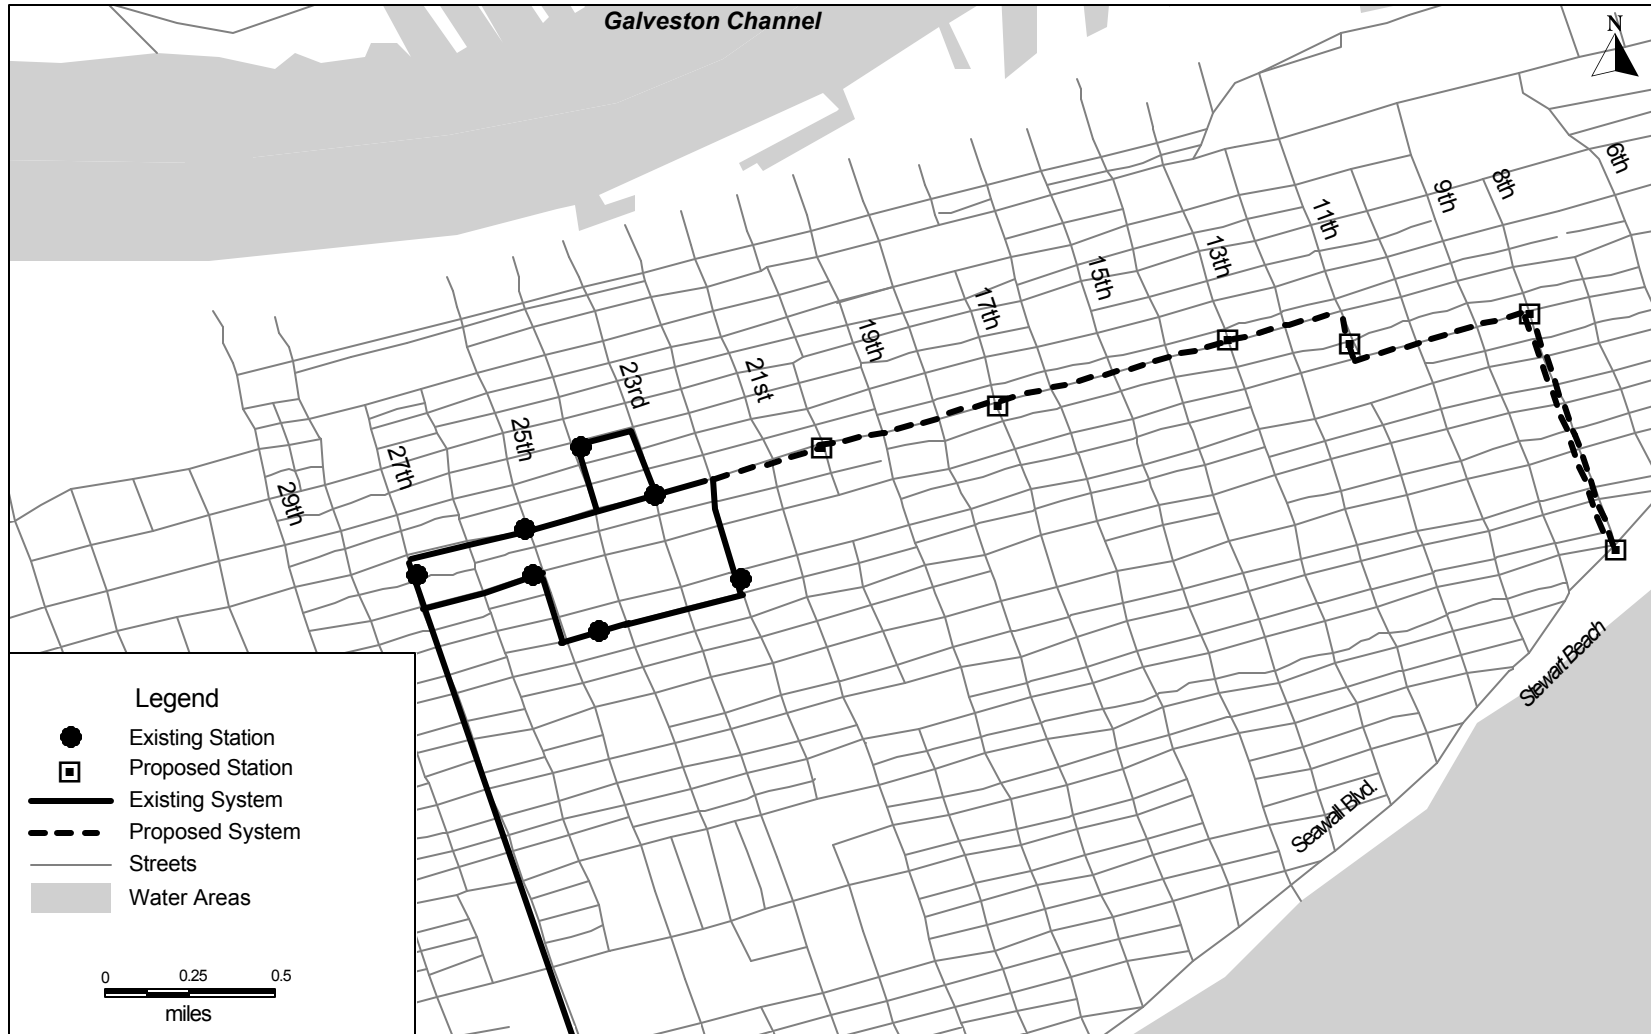 Galveston Channel
N
6th
8th
9th
11th
13th
15th
17th
19th
21st
23rd
25th
27th
29th
Stewart Beach
Seawall Blvd.
Legend
Existing Station
Proposed Station
Existing System
Proposed System
Streets
Water Areas
0 0.25 0.5
miles